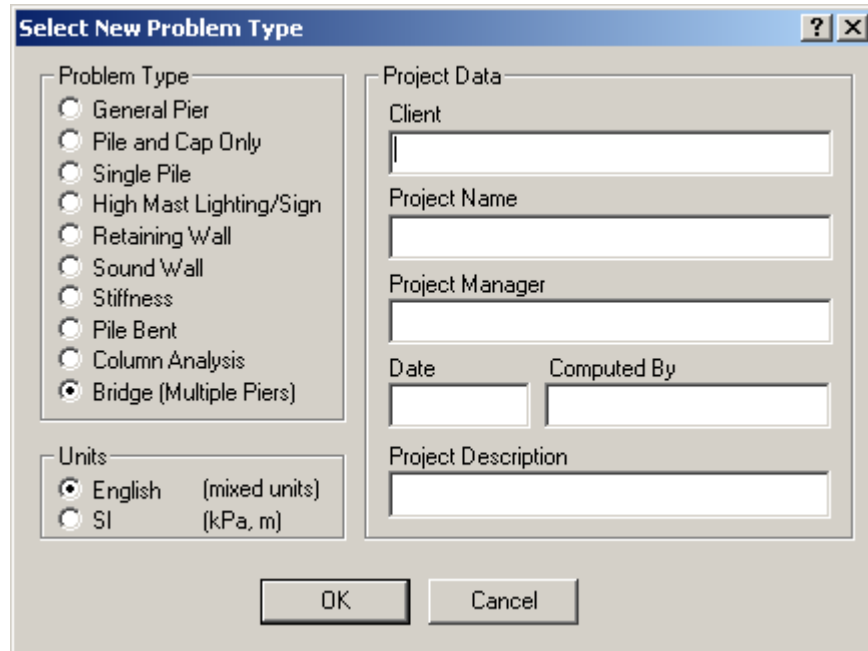 Select New Problem Type
Problem Type
General Pier
Pile and Cap Only
Single Pile
High Mast Lighting/Sign
Retaining Wall
Sound Wall
Stiffness
Pile Bent
Column Analysis
Bridge (Multiple Piers)
Units
English (mixed units)
SI (kPa, m)
Project Data
Client
Project Name
Project Manager
Date Computed By
Project Description
OK Cancel